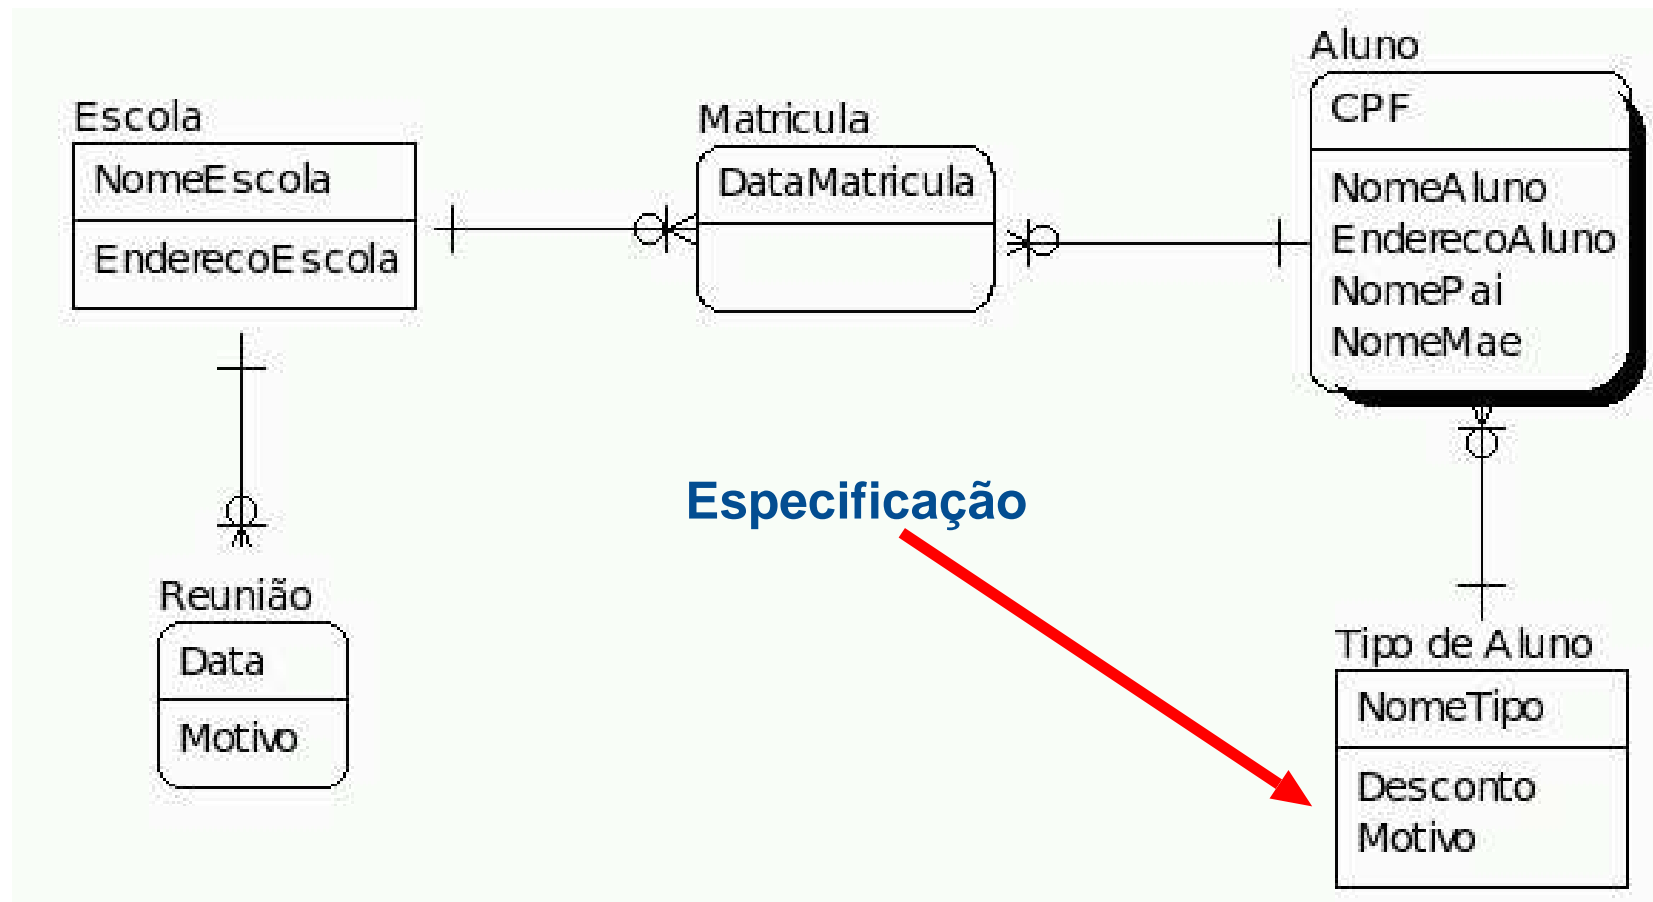 Escola
NomeEscola
EnderecoEscola
Matricula
DataMatricula
Aluno
CPF
NomeAluno
EnderecoAluno
NomePai
NomeMae
Especificação
Reunião
Data
Motivo
Tipo de Aluno
NomeTipo
Desconto
Motivo